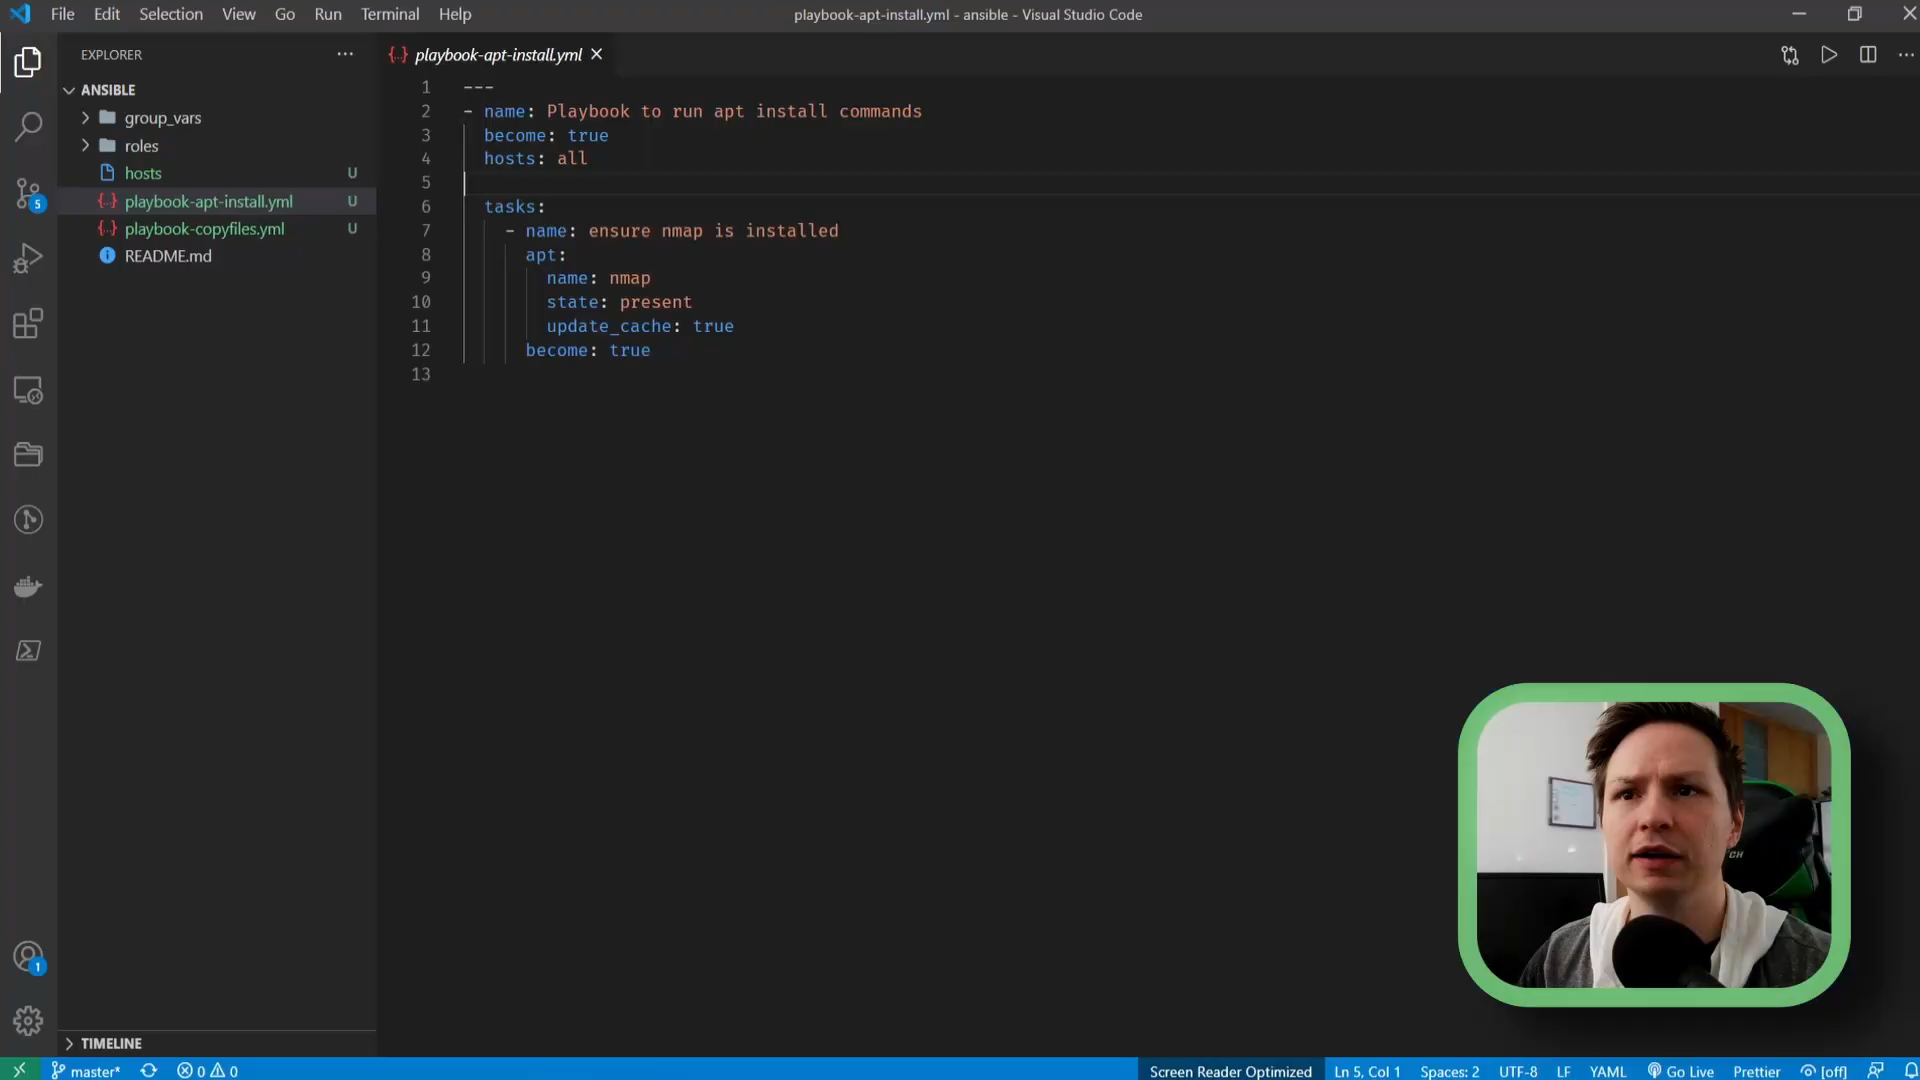 File Edit Selection View Go Run Terminal Help
playbook-apt-install.yml - ansible - Visual Studio Code
EXPLORER
playbook-apt-install.yml
ANSIBLE
group_vars
roles
hosts U
playbook-apt-install.yml U
playbook-copyfiles.yml U
README.md
1 ---
2 - name: Playbook to run apt install commands
3 become: true
4 hosts: all
5
6 tasks:
7 - name: ensure nmap is installed
8 apt:
9 name: nmap
10 state: present
11 update_cache: true
12 become: true
13
5
1
TIMELINE
master* 0 0 Screen Reader Optimized Ln 5, Col 1 Spaces: 2 UTF-8 LF YAML Go Live Prettier [off]